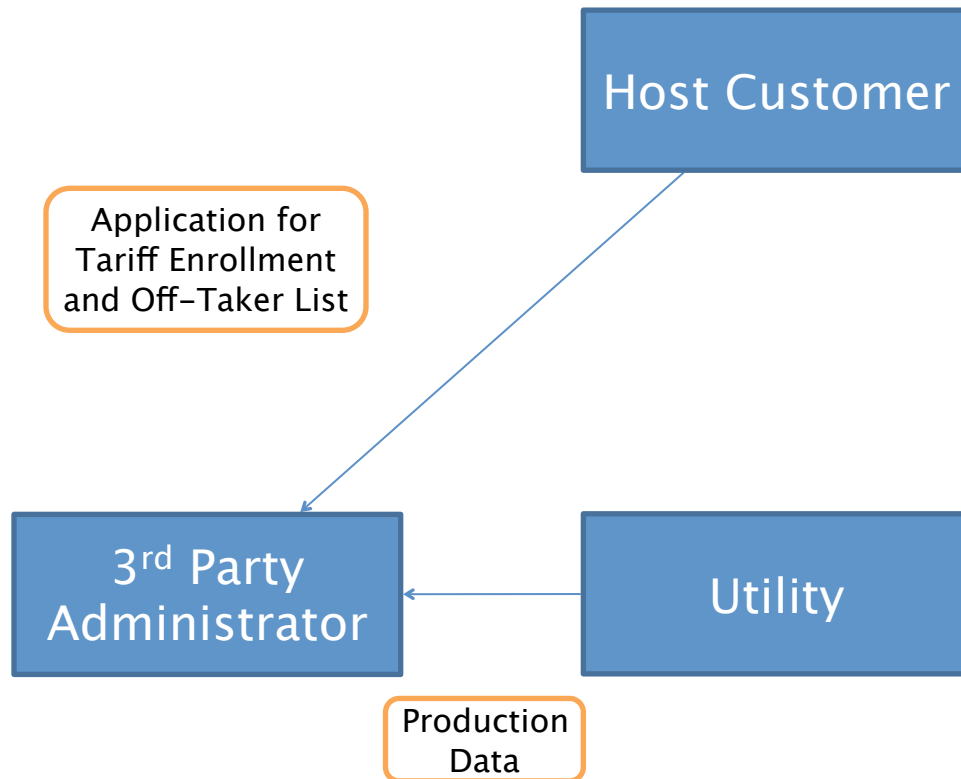 Host Customer
Application for
Tariff Enrollment
and Off-Taker List
3rd Party
Administrator
Utility
Production
Data